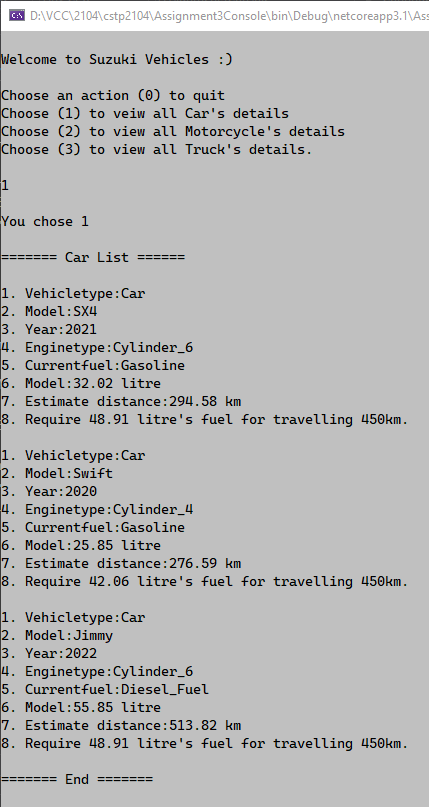 D:\VCC\2104\cstp2104\Assignment3Console\bin\Debug\netcoreapp3.1\Ass
Welcome to Suzuki Vehicles :)
Choose an action (0) to quit
Choose (1) to veiw all Car's details
Choose (2) to view all Motorcycle's details
Choose (3) to view all Truck's details.
1
You chose 1
======= Car List ======
1. Vehicletype:Car
2. Model:SX4
3. Year:2021
4. Enginetype:Cylinder_6
5. Currentfuel:Gasoline
6. Model:32.02 litre
7. Estimate distance:294.58 km
8. Require 48.91 litre's fuel for travelling 450km.
1. Vehicletype:Car
2. Model:Swift
3. Year:2020
4. Enginetype:Cylinder_4
5. Currentfuel:Gasoline
6. Model:25.85 litre
7. Estimate distance:276.59 km
8. Require 42.06 litre's fuel for travelling 450km.
1. Vehicletype:Car
2. Model:Jimmy
3. Year:2022
4. Enginetype:Cylinder_6
5. Currentfuel:Diesel_Fuel
6. Model:55.85 litre
7. Estimate distance:513.82 km
8. Require 48.91 litre's fuel for travelling 450km.
======= End =======